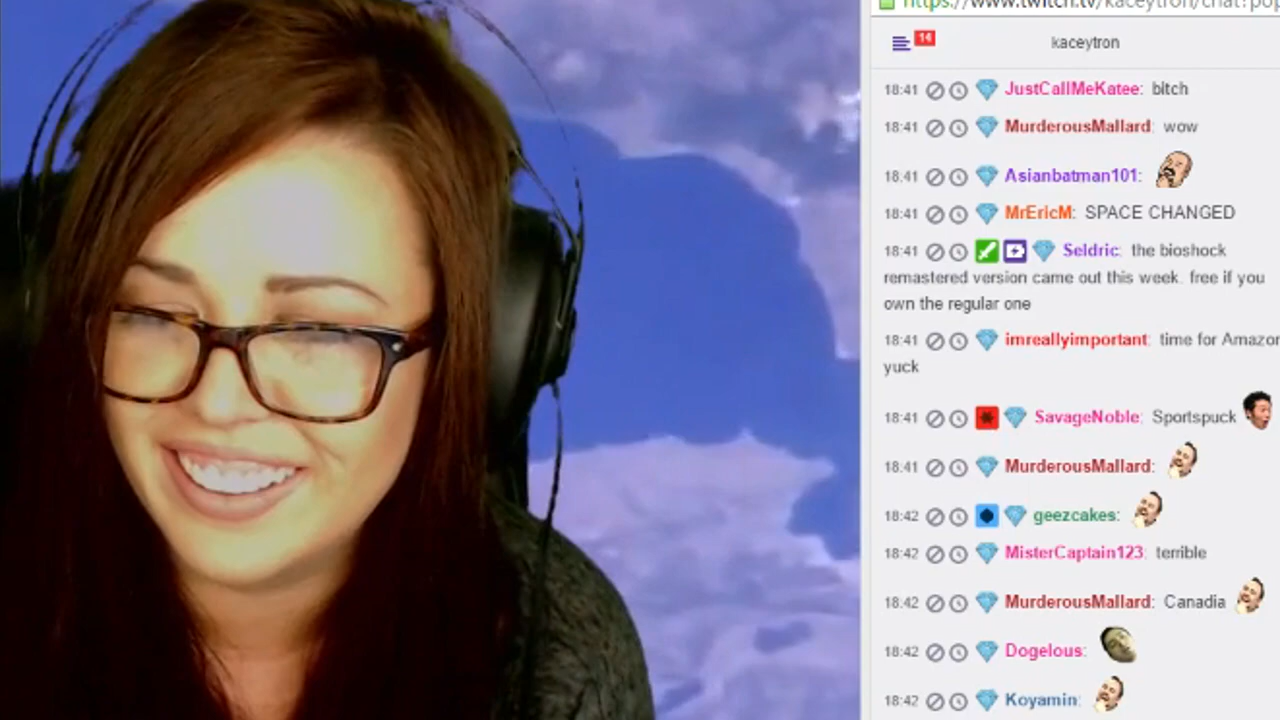 https://www.twitch.tv/kaceytron/chat?pop
14
kaceytron
18:41 JustCallMeKatee: bitch
18:41 MurderousMallard: wow
18:41 Asianbatman101:
18:41 MrEricM: SPACE CHANGED
18:41 Seldric: the bioshock
remastered version came out this week. free if you
own the regular one
18:41 imreallyimportant: time for Amazon
yuck
18:41 SavageNoble: Sportspuck
18:41 MurderousMallard:
18:42 geezcakes:
18:42 MisterCaptain123: terrible
18:42 MurderousMallard: Canadia
18:42 Dogelous:
18:42 Koyamin: